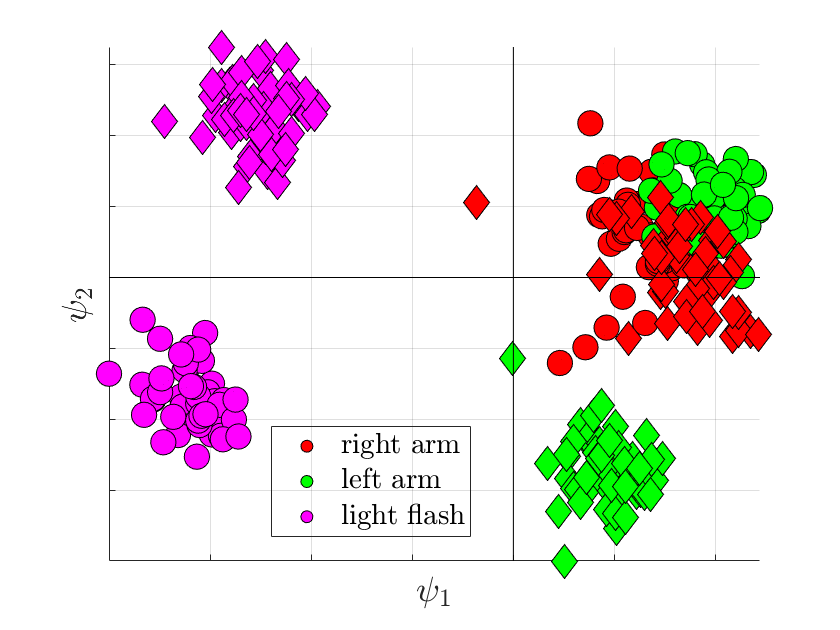 ψ₂
right arm
left arm
light flash
ψ₁